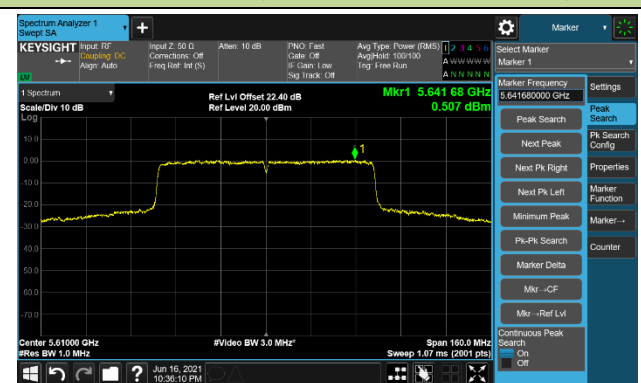 Spectrum Analyzer 1
Swept SA
+
Marker
KEYSIGHT
Input: RF
Coupling: DC
Align: Auto
Input Z: 50 Ω
Corrections: Off
Freq Ref: Int (S)
Atten: 10 dB
PNO: Fast
Gate: Off
IF Gain: Low
Sig Track: Off
Avg Type: Power (RMS)
Avg|Hold: 100/100
Trig: Free Run
1 2 3 4 5 6
A W W W W W
A N N N N N
LW
Select Marker
Marker 1
1 Spectrum
Scale/Div 10 dB
Log
Ref Lvl Offset 22.40 dB
Ref Level 20.00 dBm
Mkr1 5.641 68 GHz
0.507 dBm
10.0
0.00
-10.0
-20.0
-30.0
-40.0
-50.0
-60.0
-70.0
1
Center 5.61000 GHz
#Res BW 1.0 MHz
#Video BW 3.0 MHz*
Span 160.0 MHz
Sweep 1.07 ms (2001 pts)
Marker Frequency
5.641680000 GHz
Peak Search
Next Peak
Next Pk Right
Next Pk Left
Minimum Peak
Pk-Pk Search
Marker Delta
Mkr→CF
Mkr→Ref Lvl
Continuous Peak
Search
On
Off
Settings
Peak
Search
Pk Search
Config
Properties
Marker
Function
Marker→
Counter
?
Jun 16, 2021
10:36:10 PM